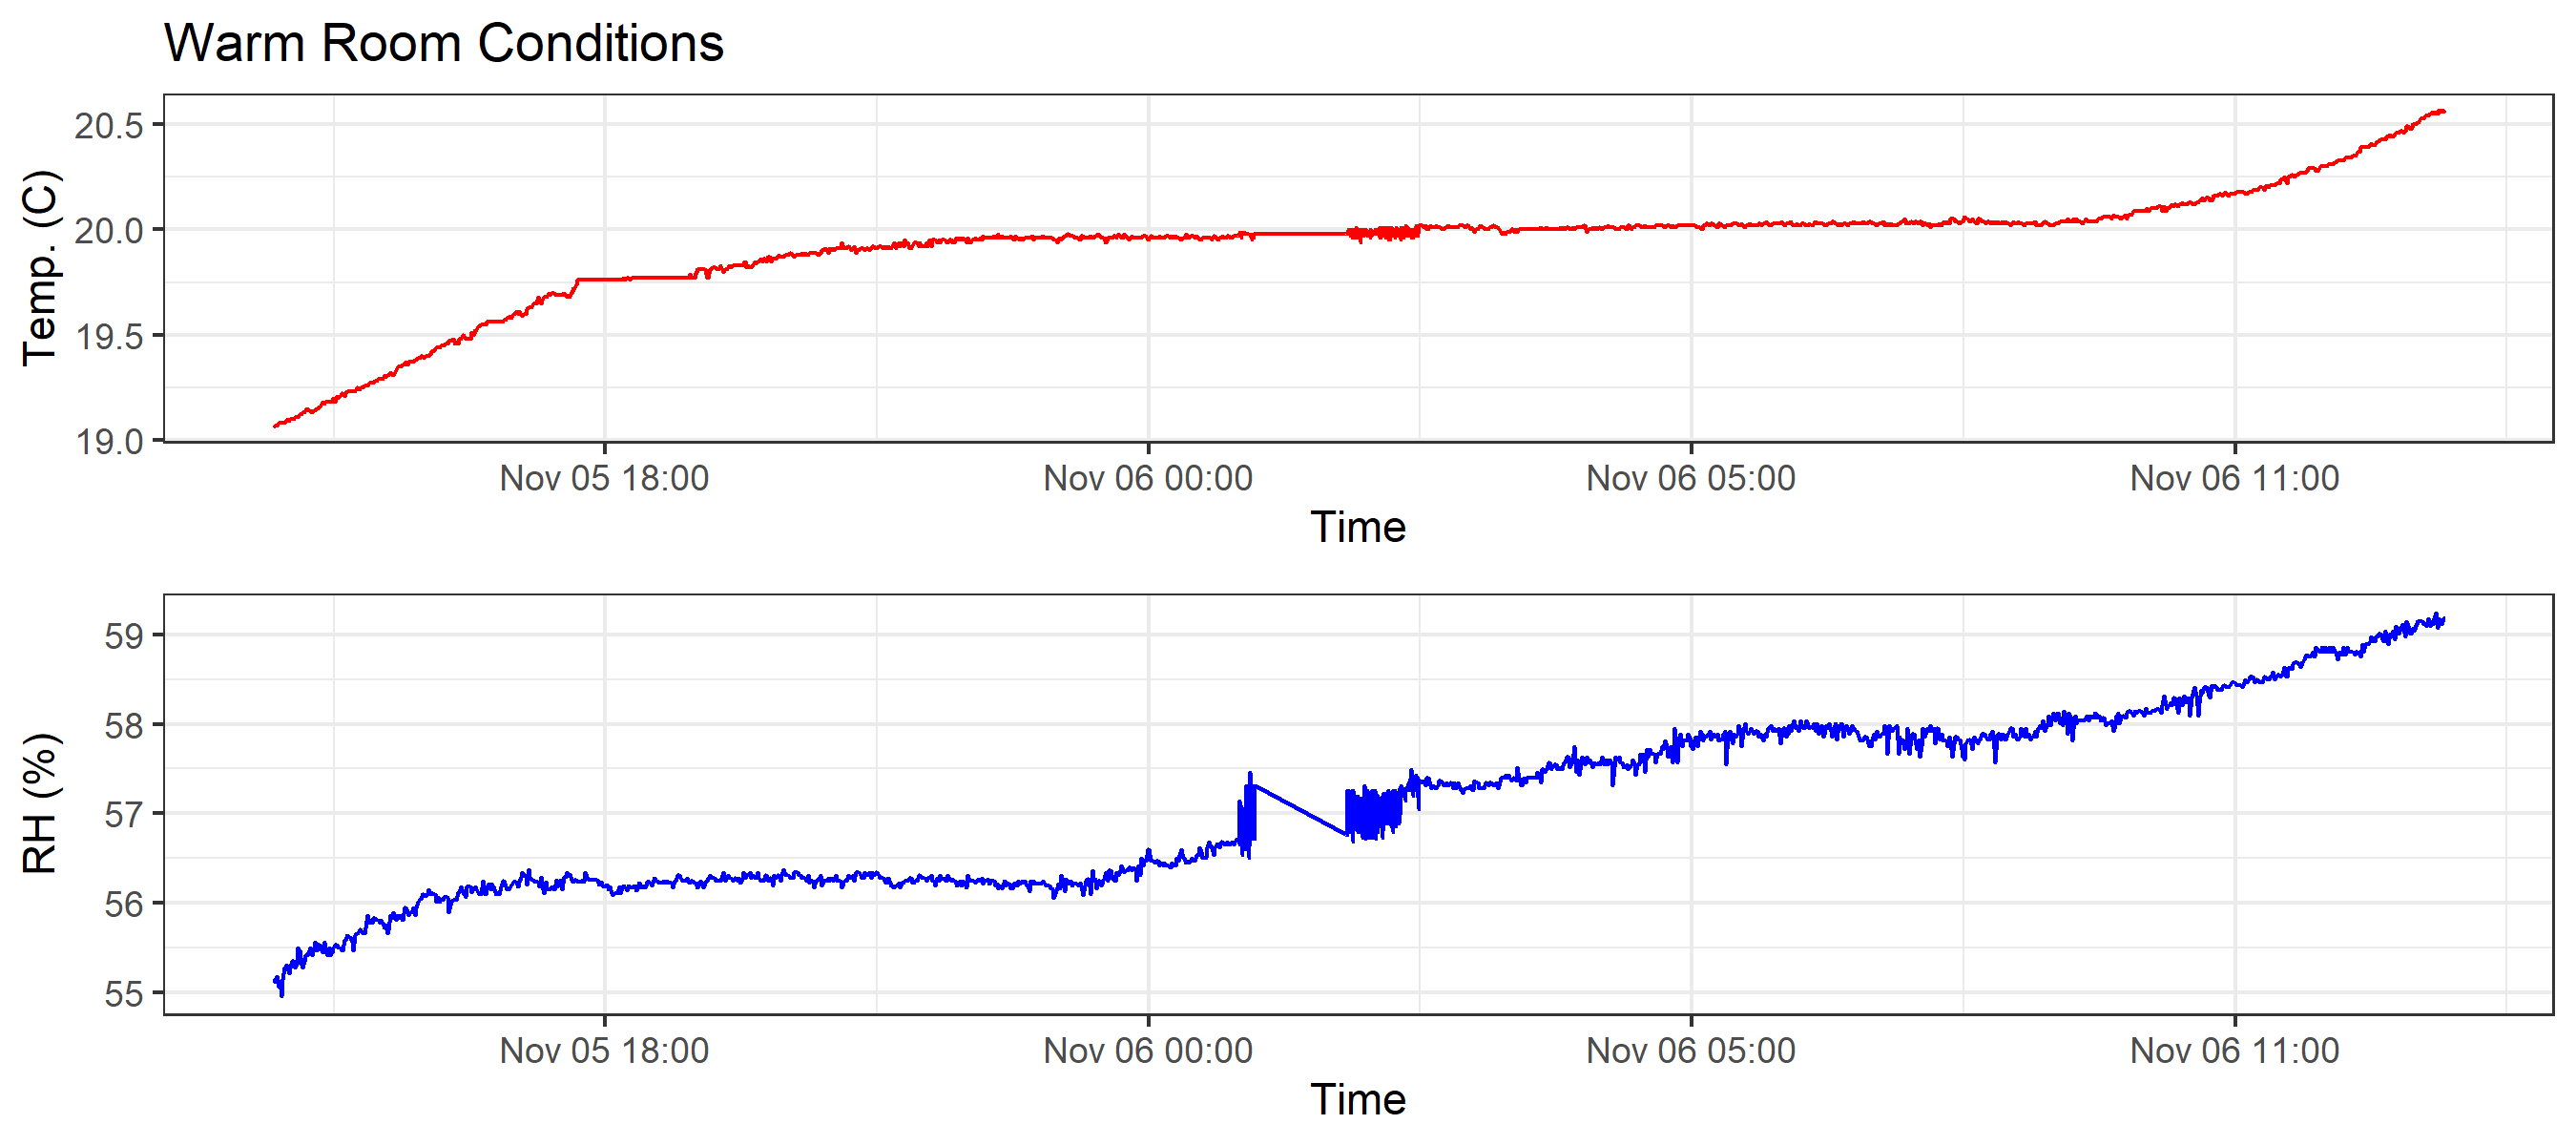 Warm Room Conditions
20.5
20.0
19.5
19.0
Temp. (C)
Nov 05 18:00 Nov 06 00:00 Nov 06 05:00 Nov 06 11:00
Time
59
58
57
56
55
RH (%)
Nov 05 18:00 Nov 06 00:00 Nov 06 05:00 Nov 06 11:00
Time